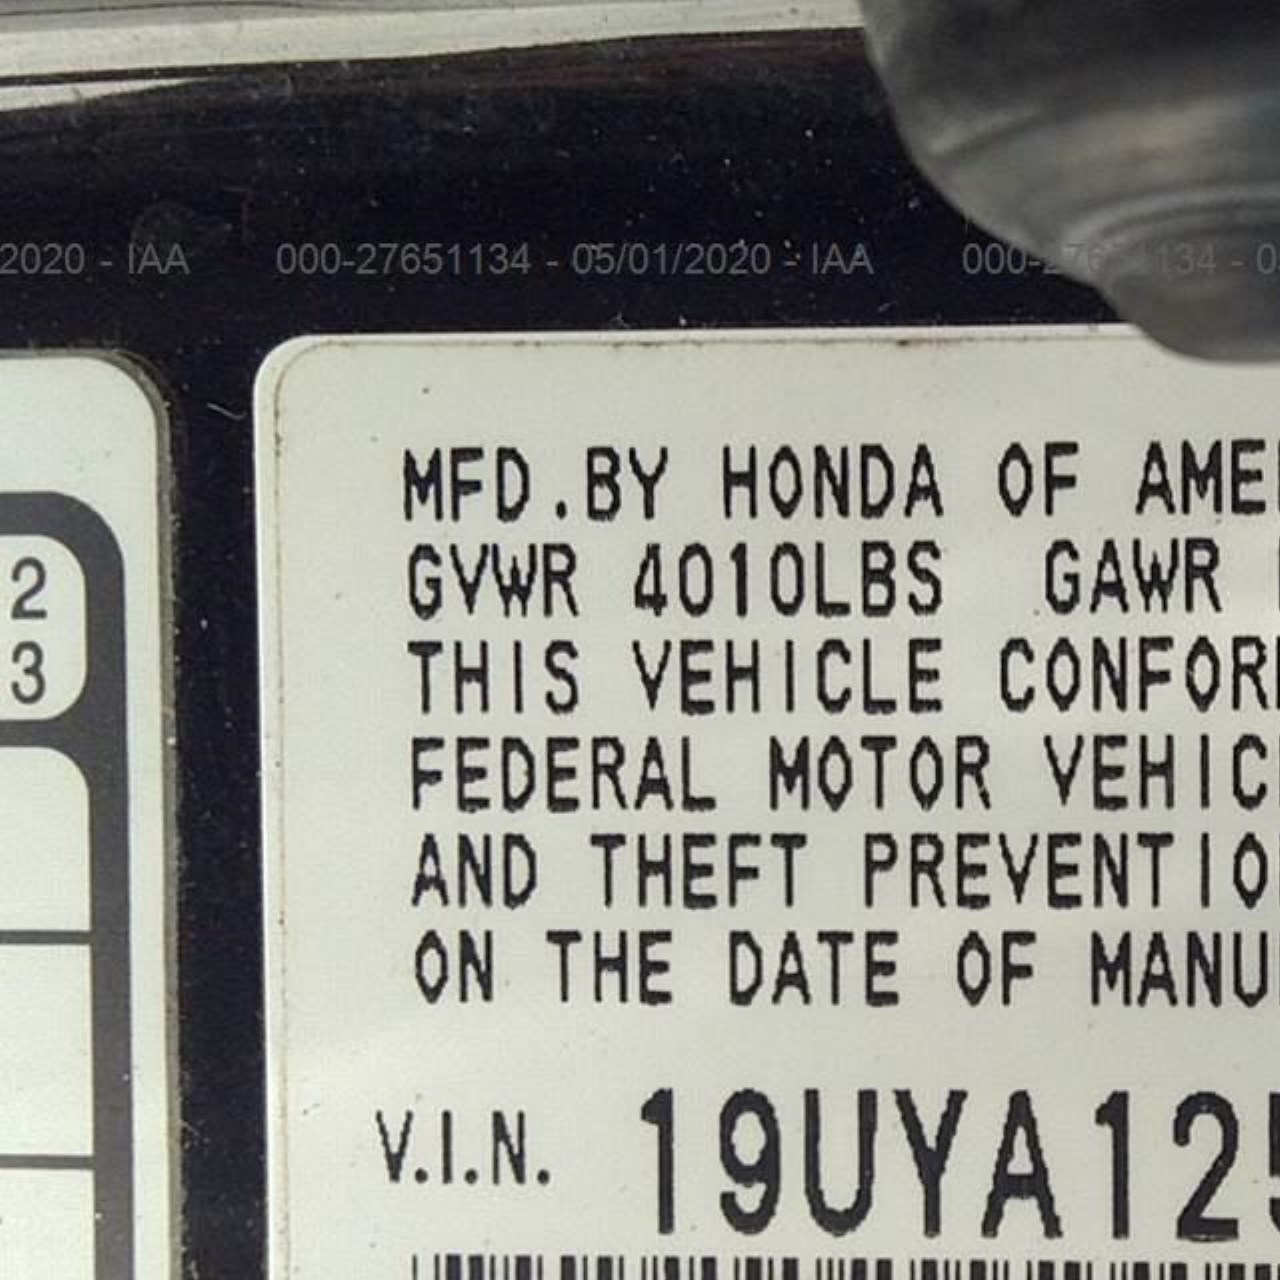 2020 - IAA 000-27651134 - 05/01/2020 - IAA
MFD.BY HONDA OF AME
GVWR 4010LBS GAWR
THIS VEHICLE CONFOR
FEDERAL MOTOR VEHIC
AND THEFT PREVENTIO
ON THE DATE OF MANU
V.I.N. 19UYA125
2
3